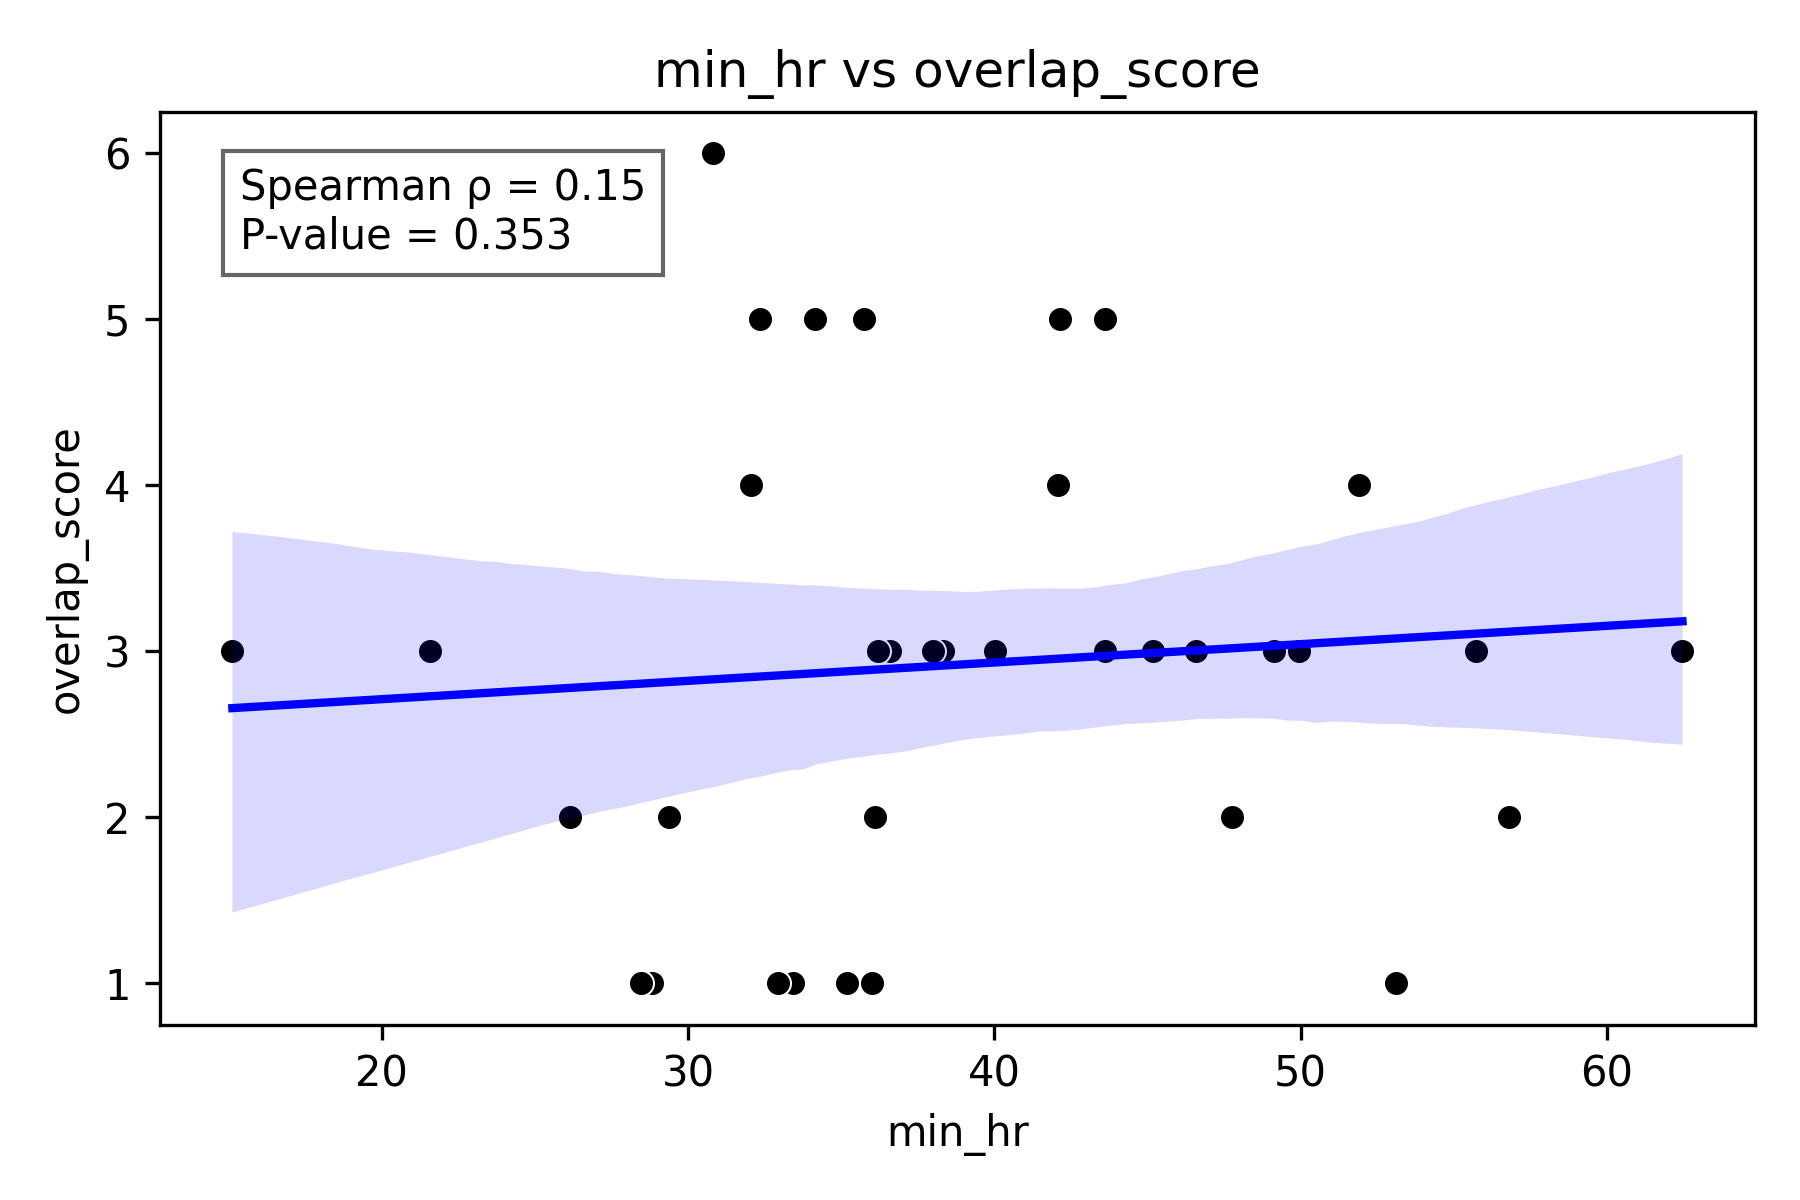 min_hr vs overlap_score
Spearman ρ = 0.15
P-value = 0.353
6
5
4
3
2
1
overlap_score
20 30 40 50 60
min_hr